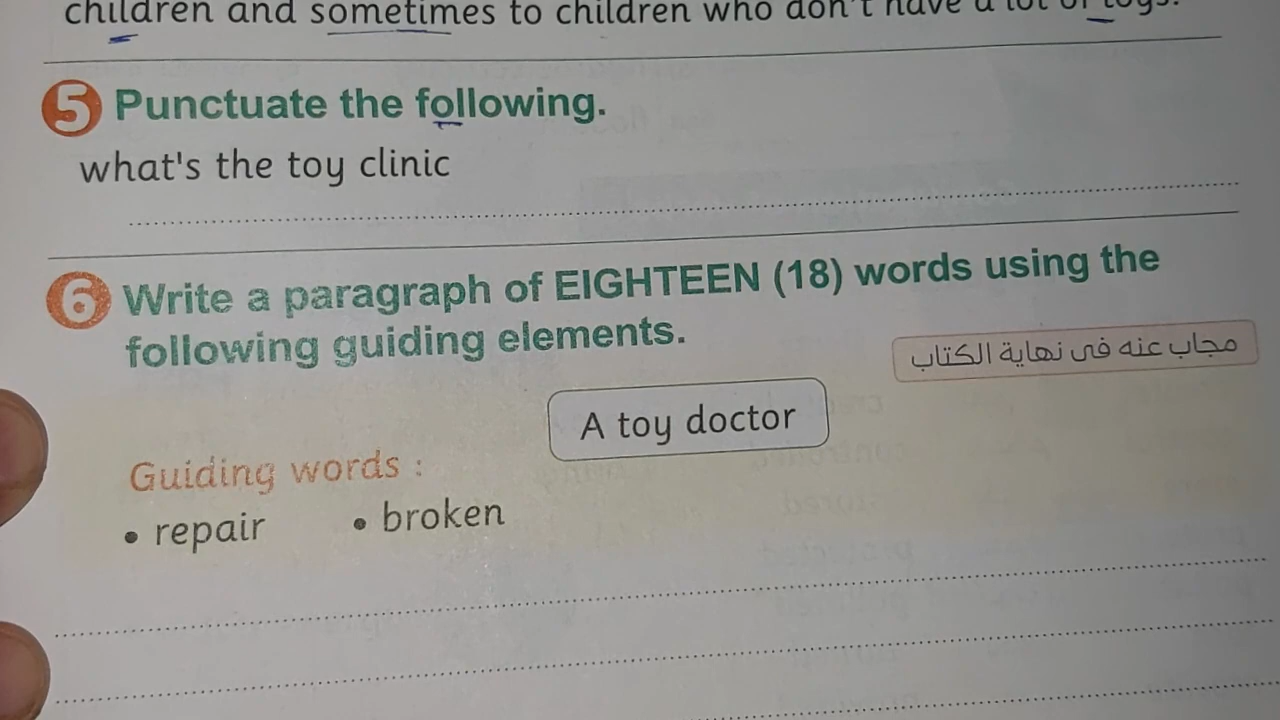 children and sometimes to children who don't have a lot of toys.
5 Punctuate the following.
what's the toy clinic
6 Write a paragraph of EIGHTEEN (18) words using the
following guiding elements.
مجاب عنه فى نهاية الكتاب
A toy doctor
Guiding words :
• repair • broken